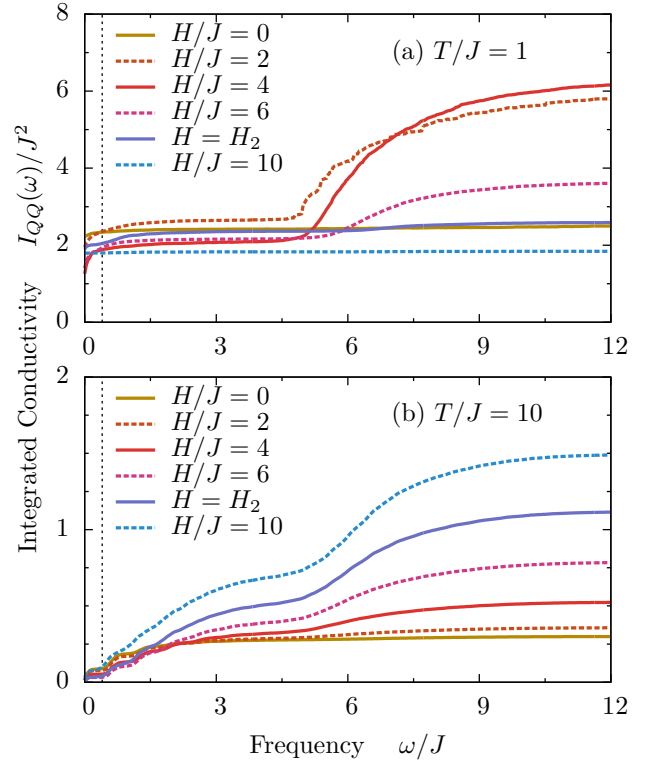 Integrated Conductivity I_{QQ}(ω)/J^2
8
6
4
2
0
H/J = 0
H/J = 2
H/J = 4
H/J = 6
H = H_2
H/J = 10
(a) T/J = 1
0 3 6 9 12
2
1
0
H/J = 0
H/J = 2
H/J = 4
H/J = 6
H = H_2
H/J = 10
(b) T/J = 10
0 3 6 9 12
Frequency ω/J